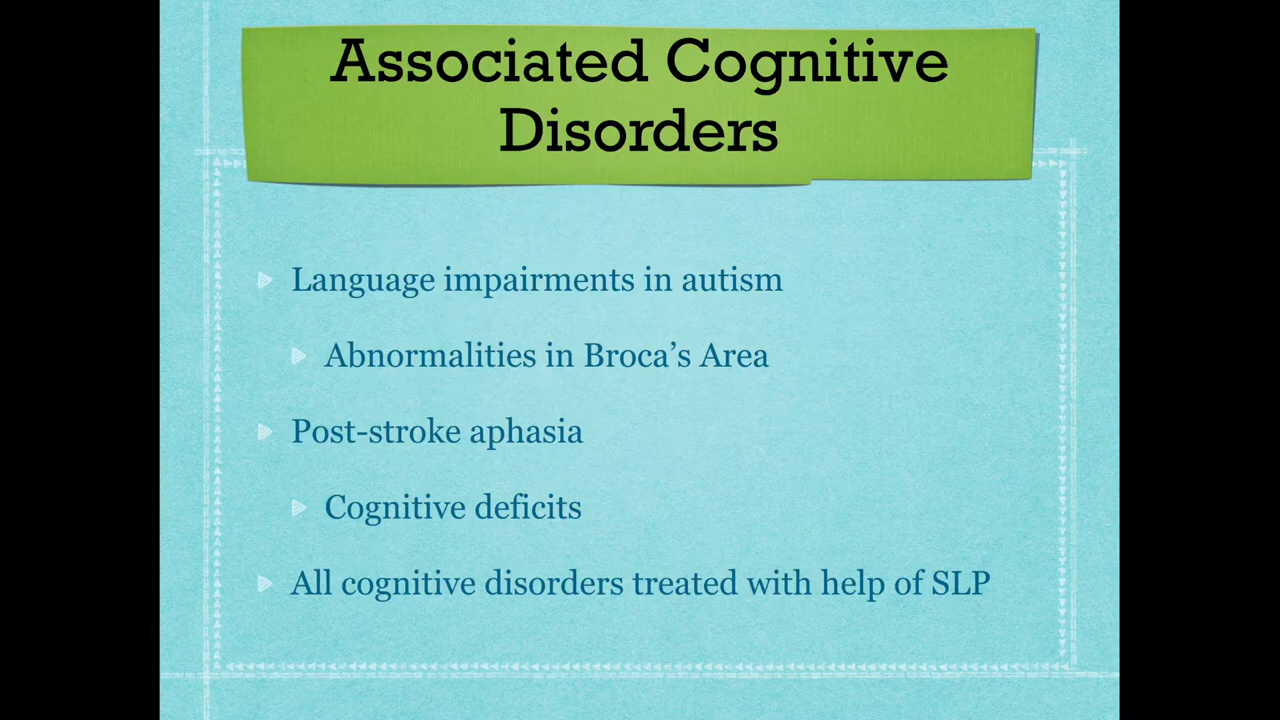 Associated Cognitive
Disorders
Language impairments in autism
Abnormalities in Broca’s Area
Post-stroke aphasia
Cognitive deficits
All cognitive disorders treated with help of SLP